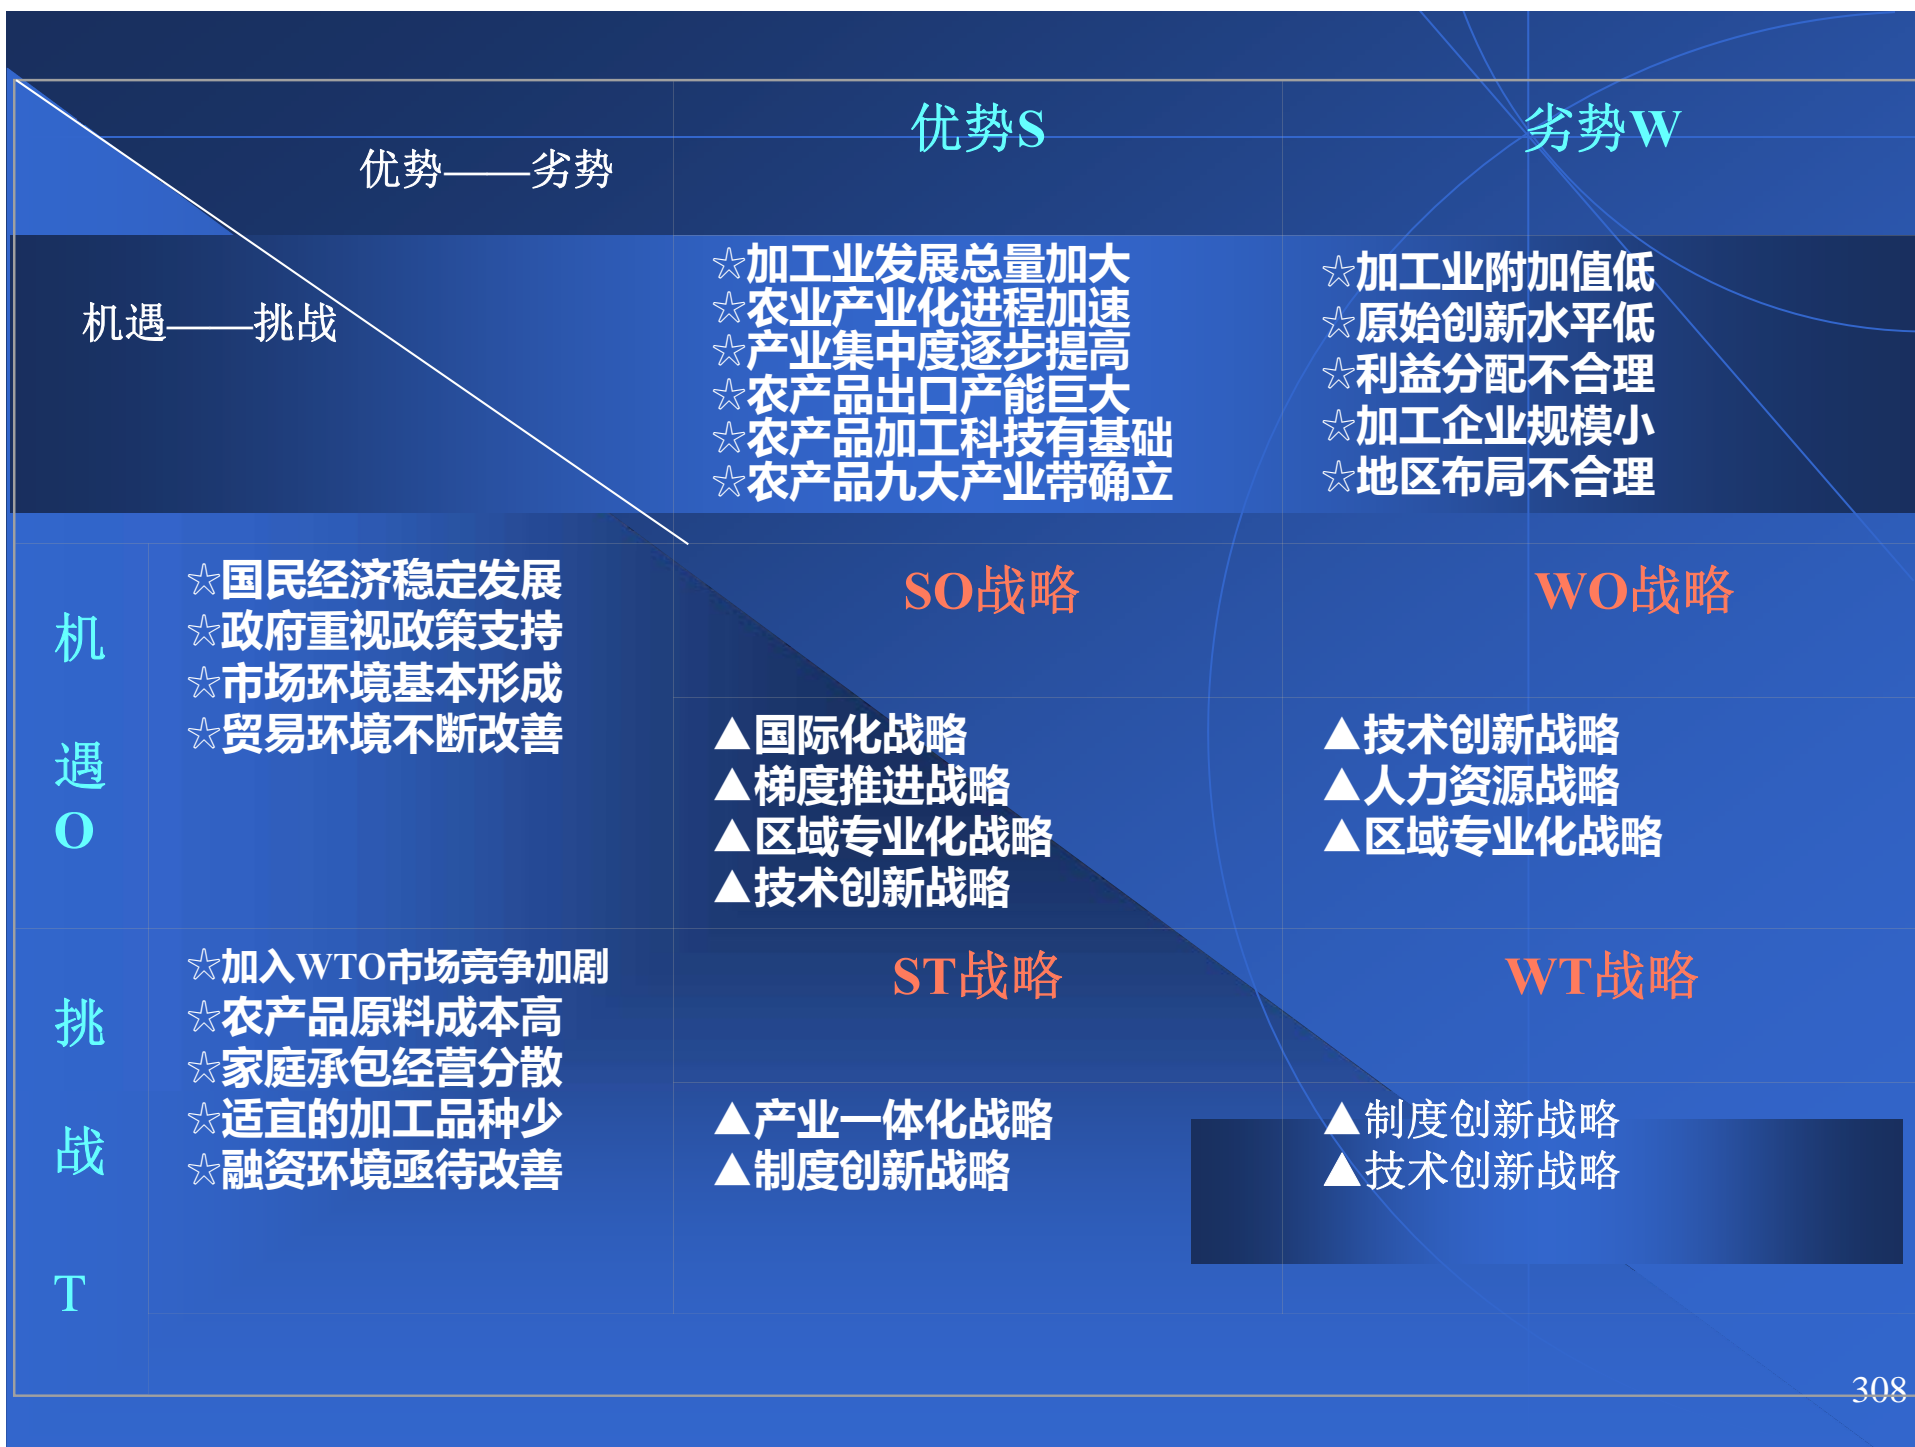 优势S
劣势W
优势——劣势
机遇——挑战
☆加工业发展总量加大
☆农业产业化进程加速
☆产业集中度逐步提高
☆农产品出口产能巨大
☆农产品加工科技有基础
☆农产品九大产业带确立
☆加工业附加值低
☆原始创新水平低
☆利益分配不合理
☆加工企业规模小
☆地区布局不合理
机
遇
O
☆国民经济稳定发展
☆政府重视政策支持
☆市场环境基本形成
☆贸易环境不断改善
SO战略
▲国际化战略
▲梯度推进战略
▲区域专业化战略
▲技术创新战略
WO战略
▲技术创新战略
▲人力资源战略
▲区域专业化战略
挑
战
T
☆加入WTO市场竞争加剧
☆农产品原料成本高
☆家庭承包经营分散
☆适宜的加工品种少
☆融资环境亟待改善
ST战略
▲产业一体化战略
▲制度创新战略
WT战略
▲制度创新战略
▲技术创新战略
308